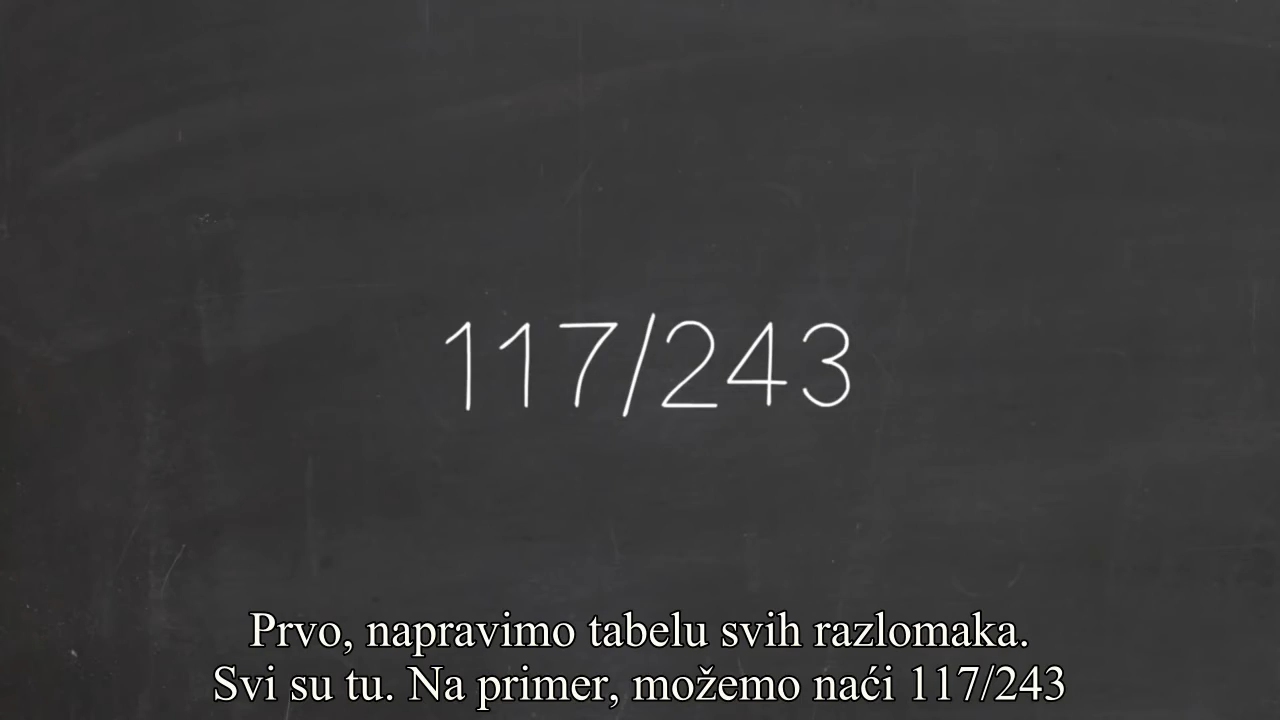 117/243
Prvo, napravimo tabelu svih razlomaka.
Svi su tu. Na primer, možemo naći 117/243